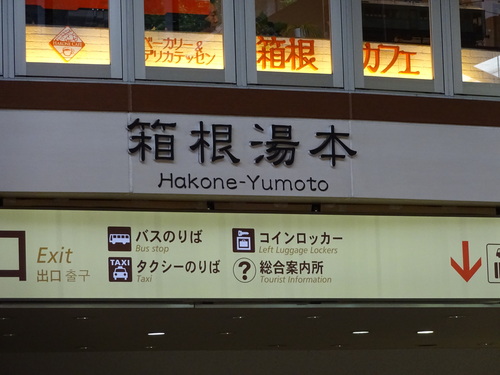 HAKONE CAFE
ベーカリー&
デリカテッセン
箱根
カフェ
箱根湯本
Hakone-Yumoto
Exit
出口 출구
バスのりば
Bus stop
TAXI
タクシーのりば
Taxi
コインロッカー
Left Luggage Lockers
?
総合案内所
Tourist Information